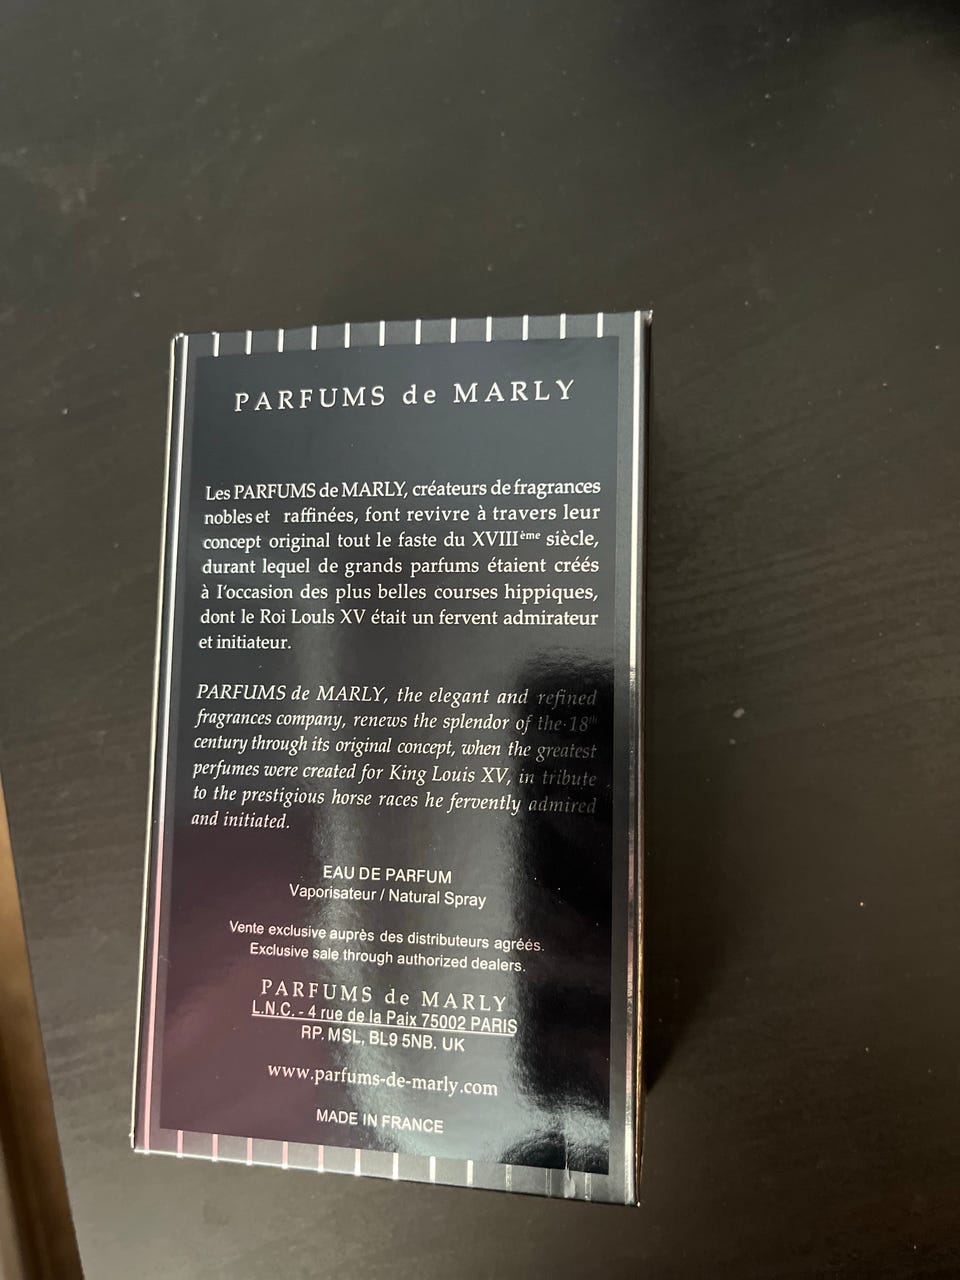 PARFUMS de MARLY
Les PARFUMS de MARLY, créateurs de fragrances
nobles et raffinées, font revivre à travers leur
concept original tout le faste du XVIIIème siècle,
durant lequel de grands parfums étaient créés
à l'occasion des plus belles courses hippiques,
dont le Roi Louis XV était un fervent admirateur
et initiateur.
PARFUMS de MARLY, the elegant and refined
fragrances company, renews the splendor of the 18th
century through its original concept, when the greatest
perfumes were created for King Louis XV, in tribute
to the prestigious horse races he fervently admired
and initiated.
EAU DE PARFUM
Vaporisateur / Natural Spray
Vente exclusive auprès des distributeurs agréés.
Exclusive sale through authorized dealers.
PARFUMS de MARLY
L.N.C. - 4 rue de la Paix 75002 PARIS
RP. MSL, BL9 5NB. UK
www.parfums-de-marly.com
MADE IN FRANCE